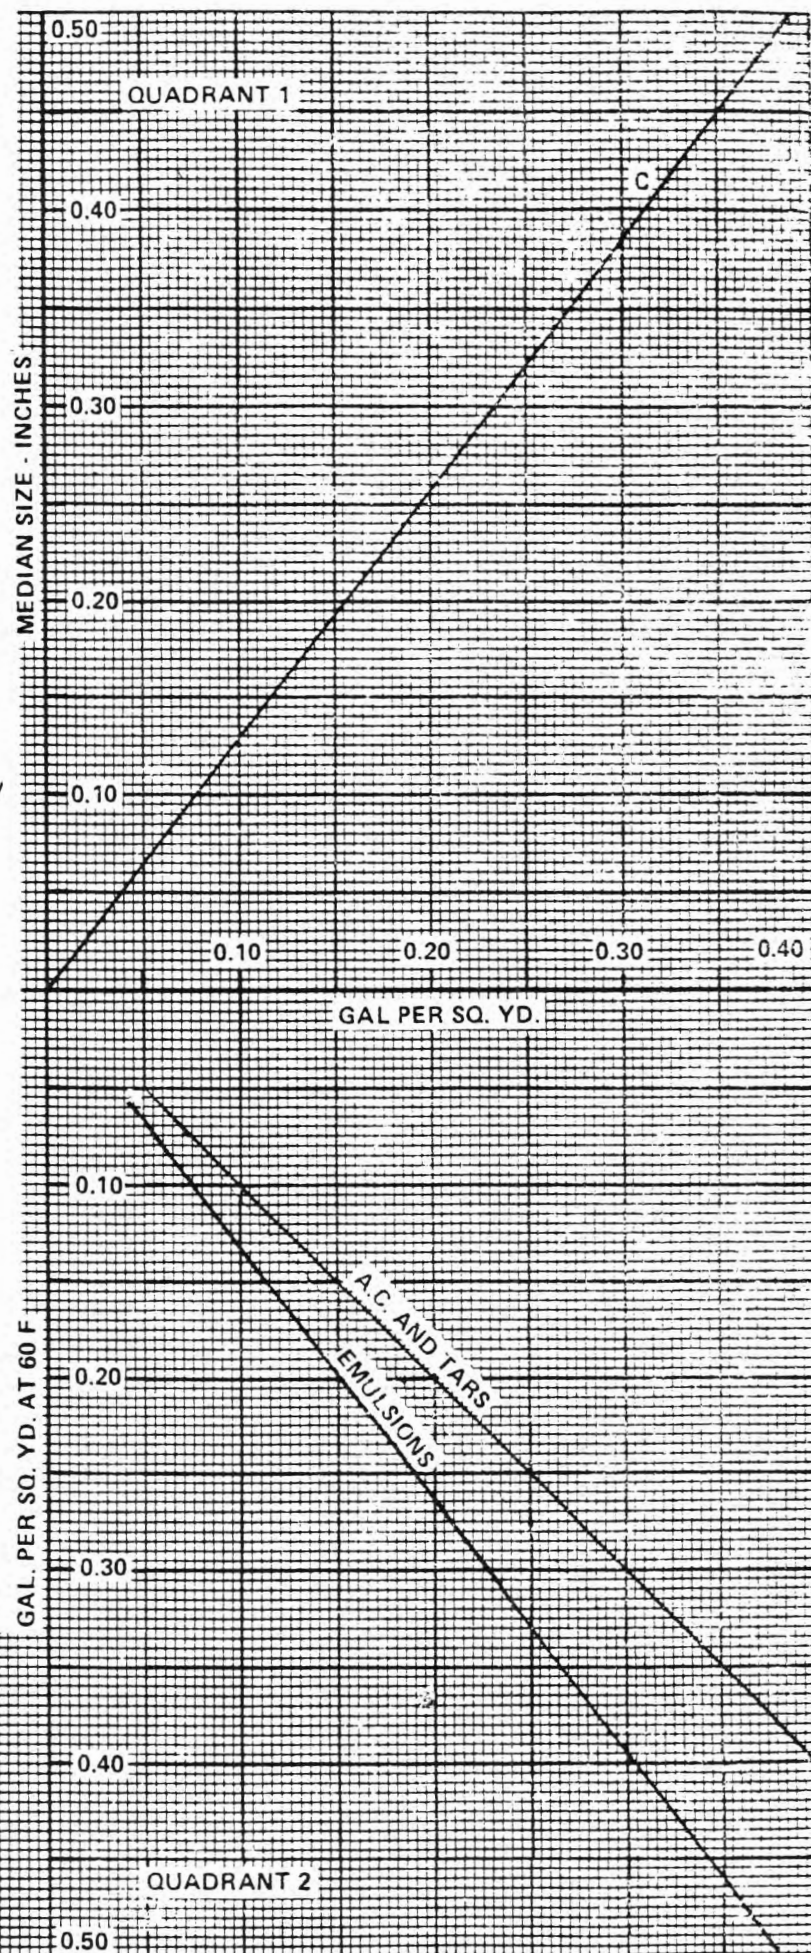 0.50
QUADRANT 1
C
0.40
0.30
MEDIAN SIZE - INCHES
0.20
0.10
0.10 0.20 0.30 0.40
GAL PER SQ. YD.
0.10
A.C. AND TARS
EMULSIONS
0.20
GAL. PER SQ. YD. AT 60 F
0.30
0.40
QUADRANT 2
0.50